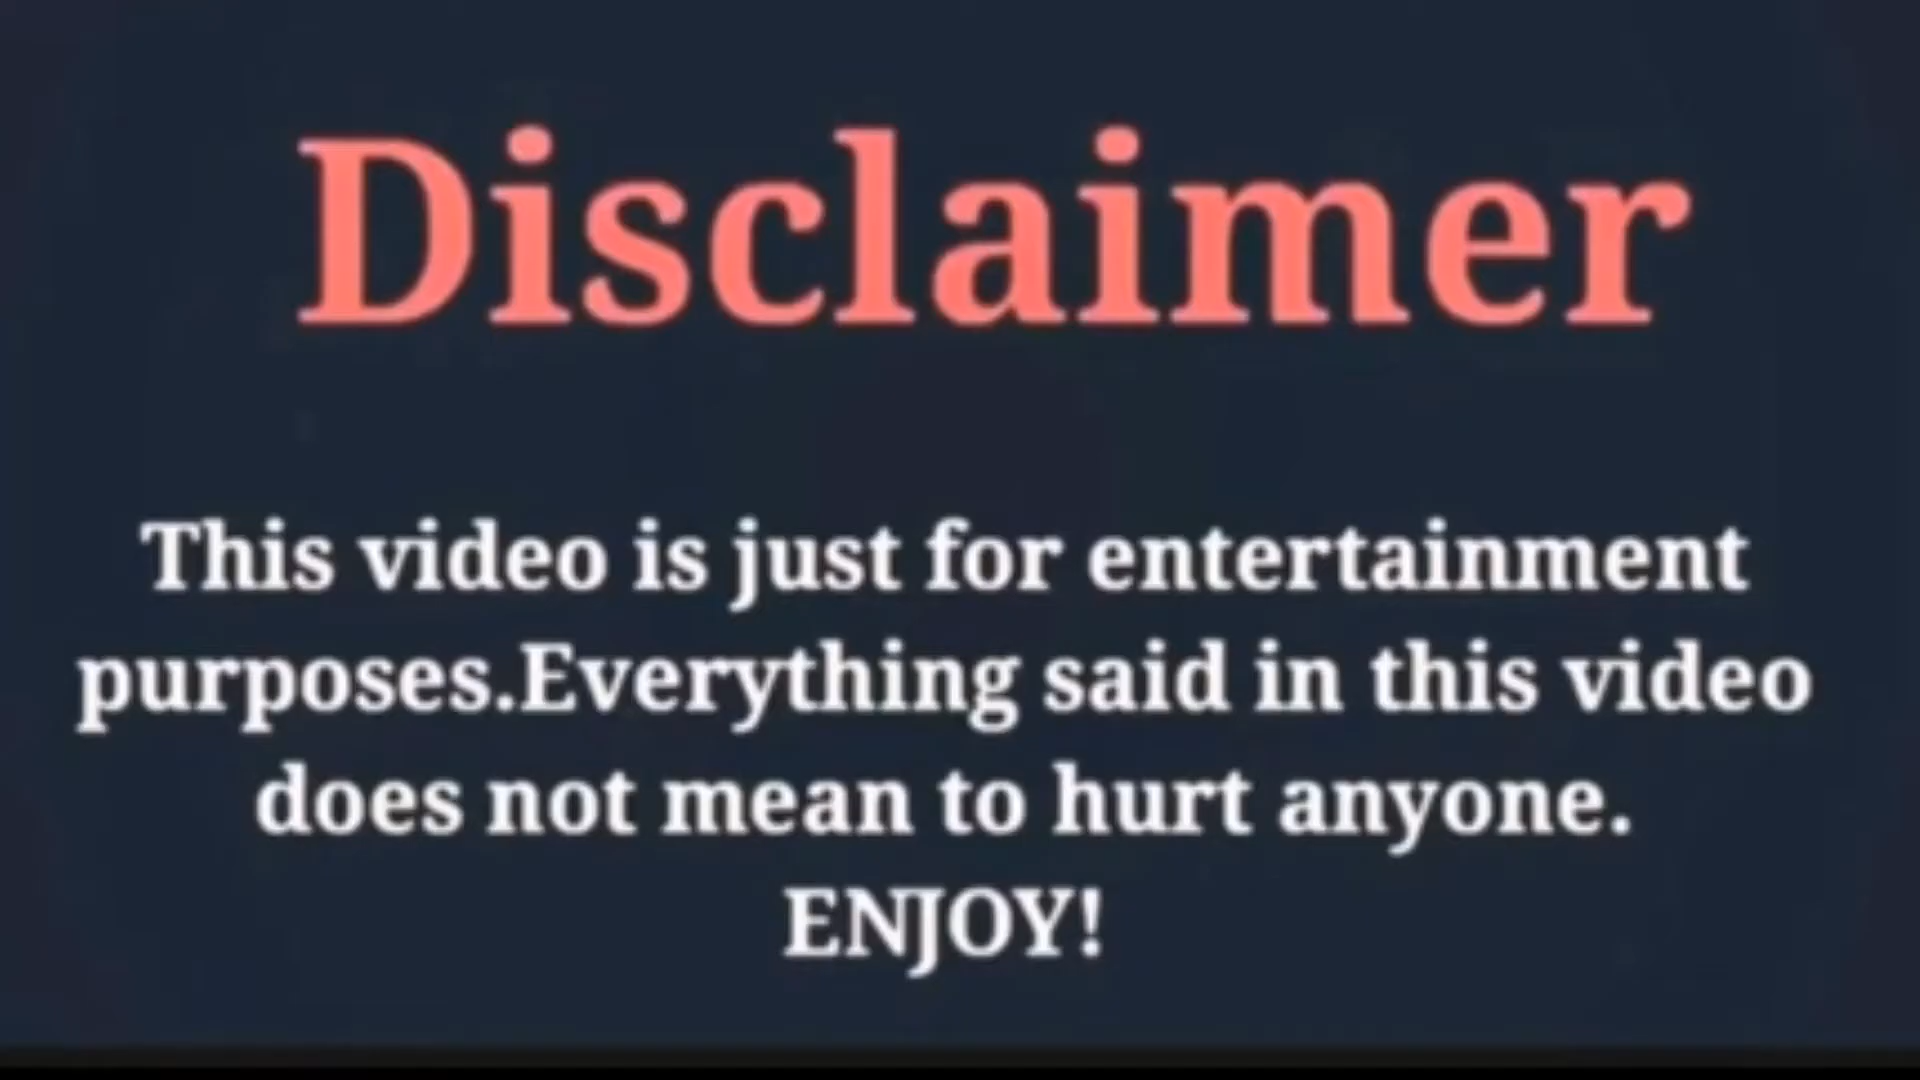 Disclaimer
This video is just for entertainment
purposes.Everything said in this video
does not mean to hurt anyone.
ENJOY!